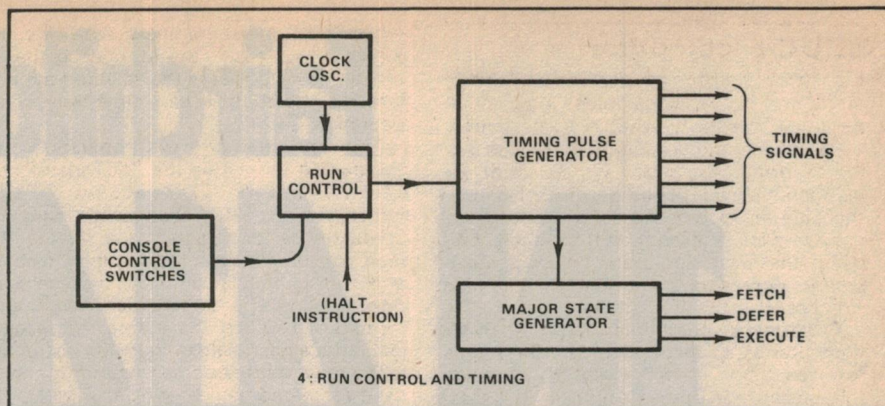 CLOCK
OSC.
RUN
CONTROL
CONSOLE
CONTROL
SWITCHES
(HALT
INSTRUCTION)
TIMING PULSE
GENERATOR
TIMING
SIGNALS
MAJOR STATE
GENERATOR
FETCH
DEFER
EXECUTE
4 : RUN CONTROL AND TIMING